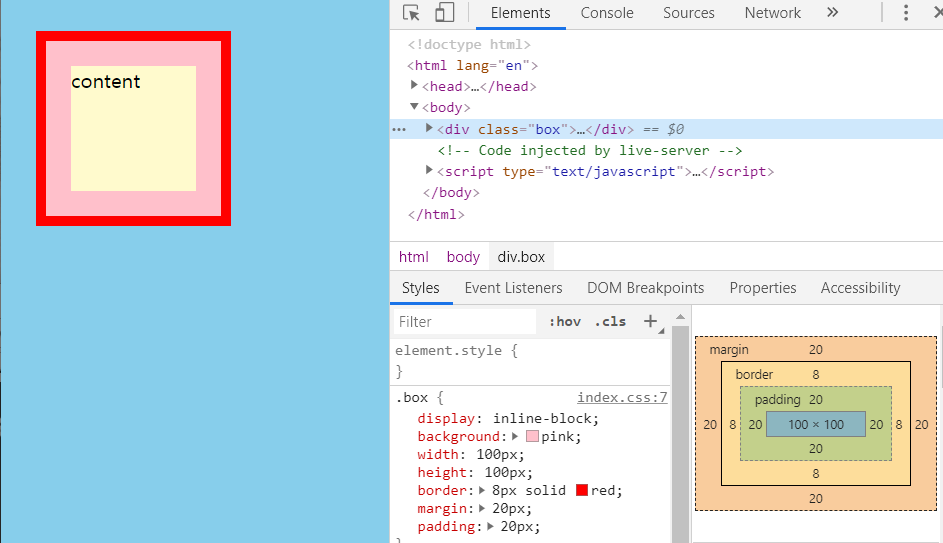 content
Elements Console Sources Network »
<!doctype html>
<html lang="en">
<head>…</head>
<body>
<div class="box">…</div> == $0
<!-- Code injected by live-server -->
<script type="text/javascript">…</script>
</body>
</html>
html body div.box
Styles Event Listeners DOM Breakpoints Properties Accessibility
Filter :hov .cls +
element.style {
}
.box { index.css:7
display: inline-block;
background: pink;
width: 100px;
height: 100px;
border: 8px solid red;
margin: 20px;
padding: 20px;
margin 20
border 8
padding 20
20 8 20 100 × 100 20 8 20
20
8
20